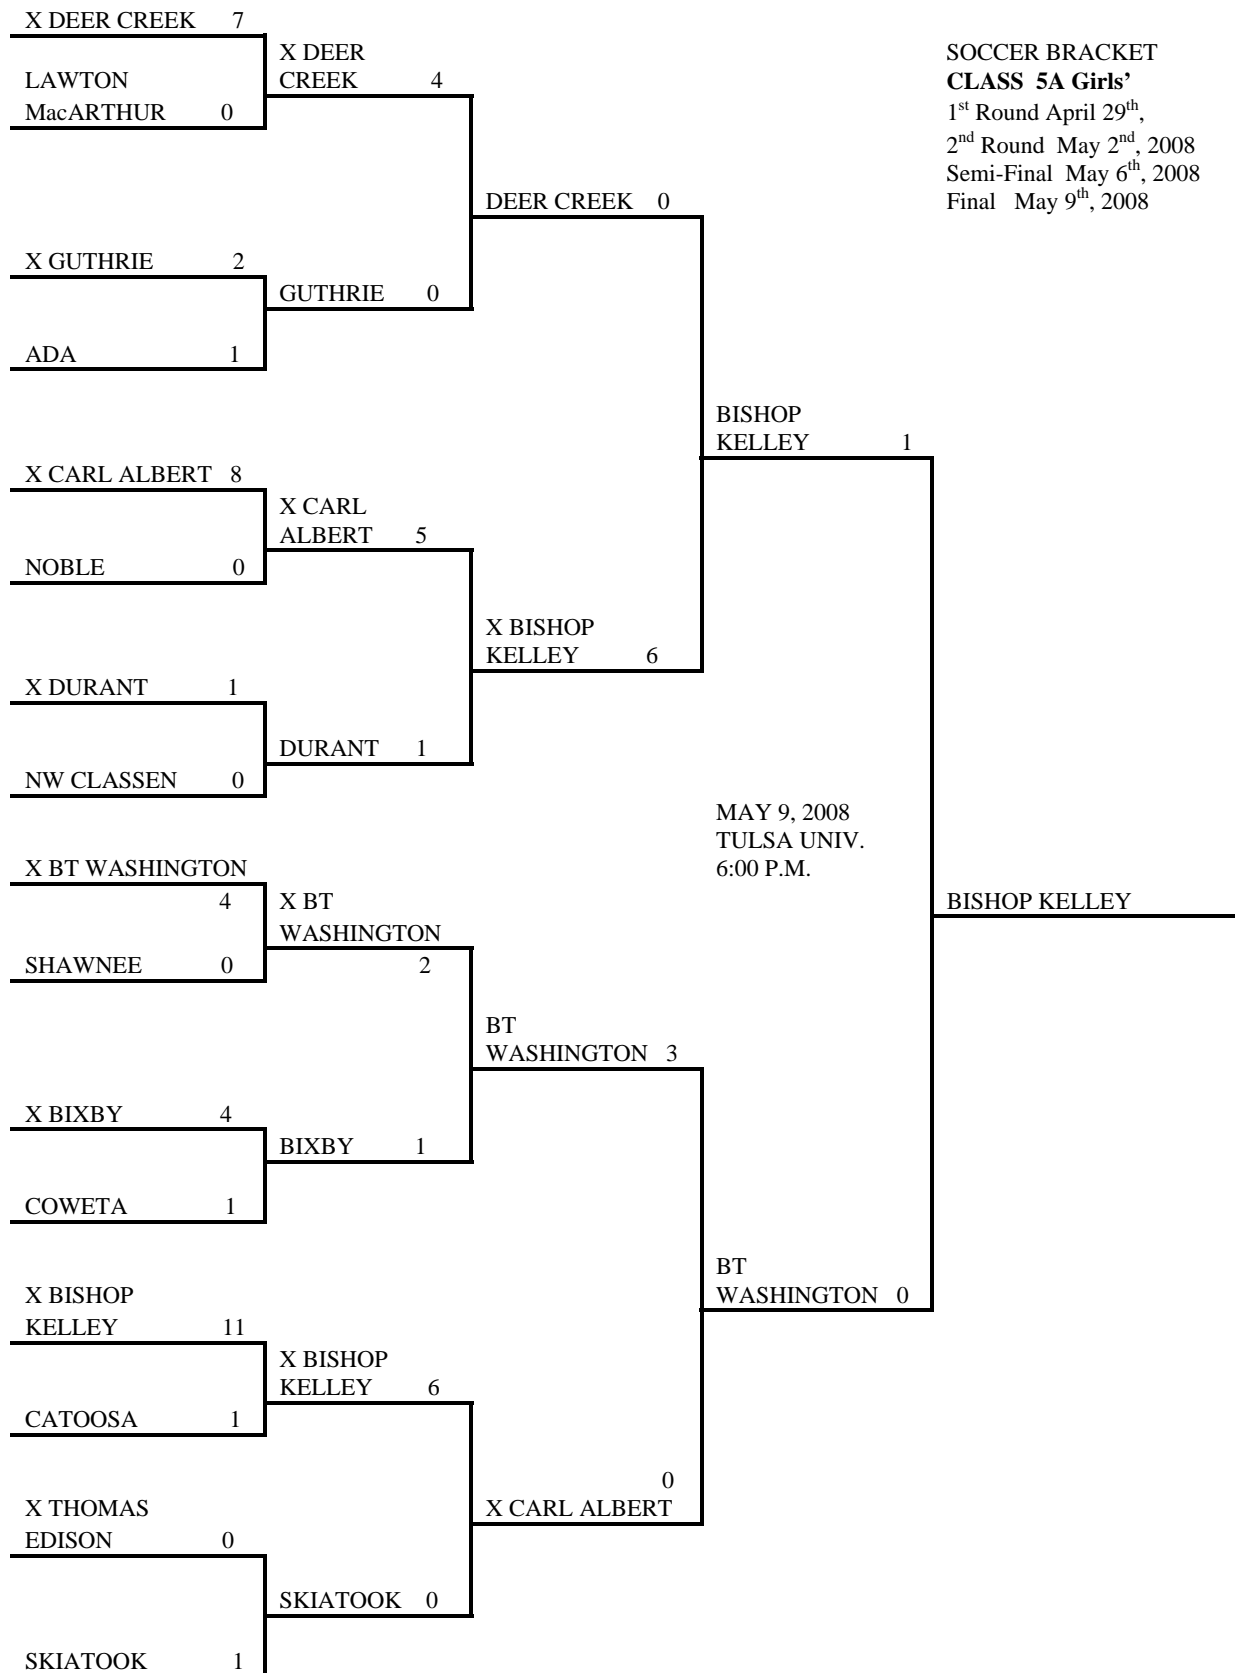 X DEER CREEK 7
LAWTON
MacARTHUR 0
X DEER
CREEK 4
X GUTHRIE 2
ADA 1
GUTHRIE 0
DEER CREEK 0
X CARL ALBERT 8
NOBLE 0
X CARL
ALBERT 5
X DURANT 1
NW CLASSEN 0
DURANT 1
X BISHOP
KELLEY 6
BISHOP
KELLEY 1
X BT WASHINGTON
4
SHAWNEE 0
X BT
WASHINGTON
2
X BIXBY 4
COWETA 1
BIXBY 1
BT
WASHINGTON 3
X BISHOP
KELLEY 11
CATOOSA 1
X BISHOP
KELLEY 6
X THOMAS
EDISON 0
SKIATOOK 1
SKIATOOK 0
0
X CARL ALBERT
BT
WASHINGTON 0
MAY 9, 2008
TULSA UNIV.
6:00 P.M.
BISHOP KELLEY
SOCCER BRACKET
CLASS 5A Girls'
1st Round April 29th,
2nd Round May 2nd, 2008
Semi-Final May 6th, 2008
Final May 9th, 2008